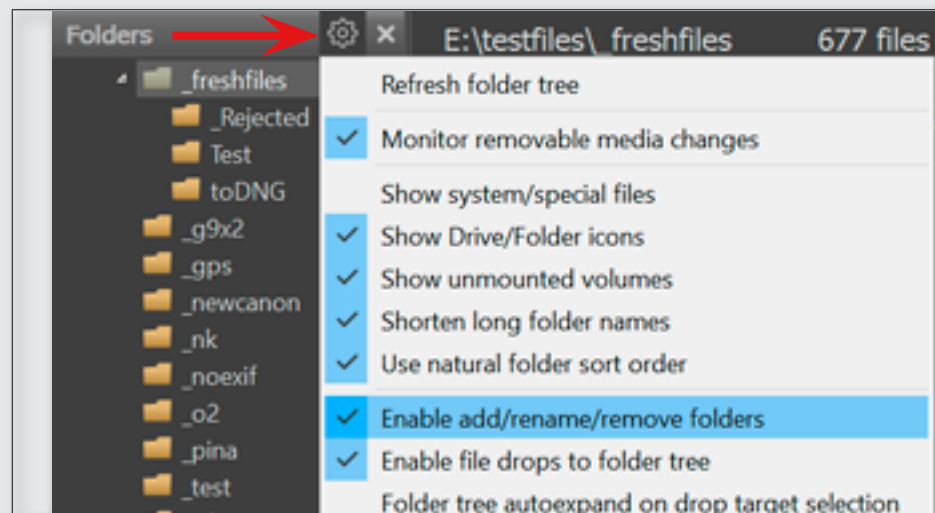 Folders
E:\testfiles\_freshfiles 677 files
_freshfiles
_Rejected
Test
toDNG
_g9x2
_gps
_newcanon
_nk
_noexif
_o2
_pina
_test
Refresh folder tree
Monitor removable media changes
Show system/special files
Show Drive/Folder icons
Show unmounted volumes
Shorten long folder names
Use natural folder sort order
Enable add/rename/remove folders
Enable file drops to folder tree
Folder tree autoexpand on drop target selection